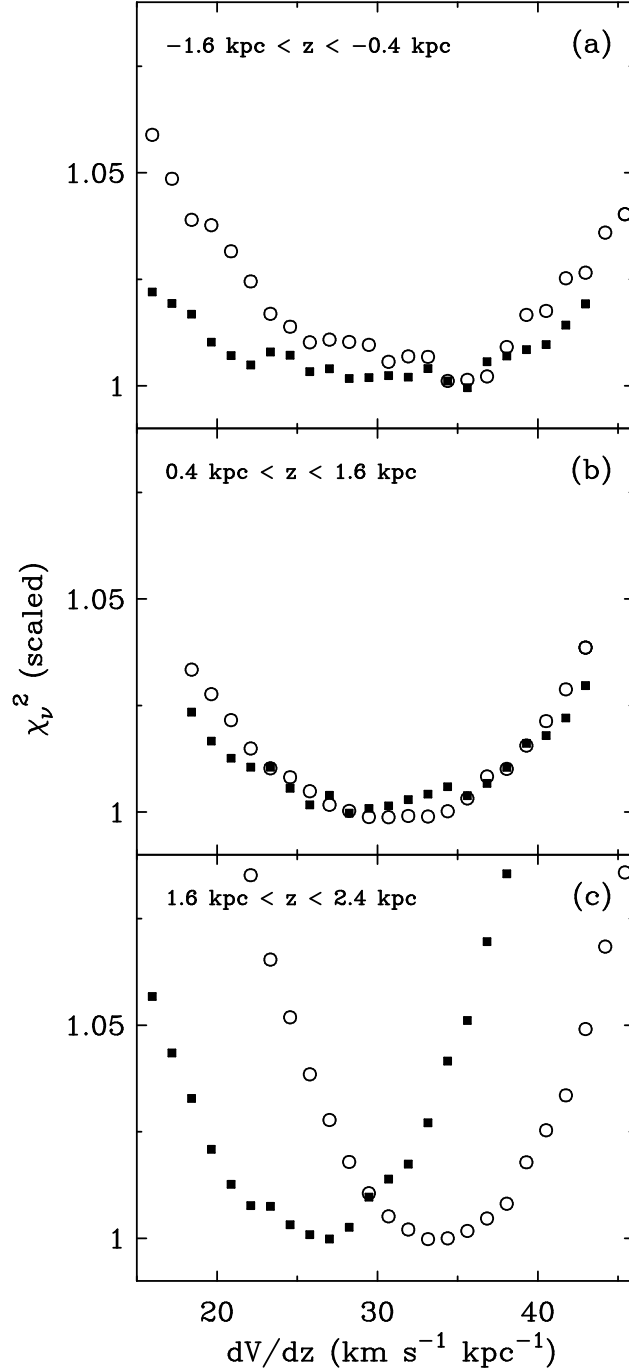 −1.6 kpc < z < −0.4 kpc (a)
1.05
1
0.4 kpc < z < 1.6 kpc (b)
1.05
1
χν² (scaled)
1.6 kpc < z < 2.4 kpc (c)
1.05
1
20 30 40
dV/dz (km s⁻¹ kpc⁻¹)